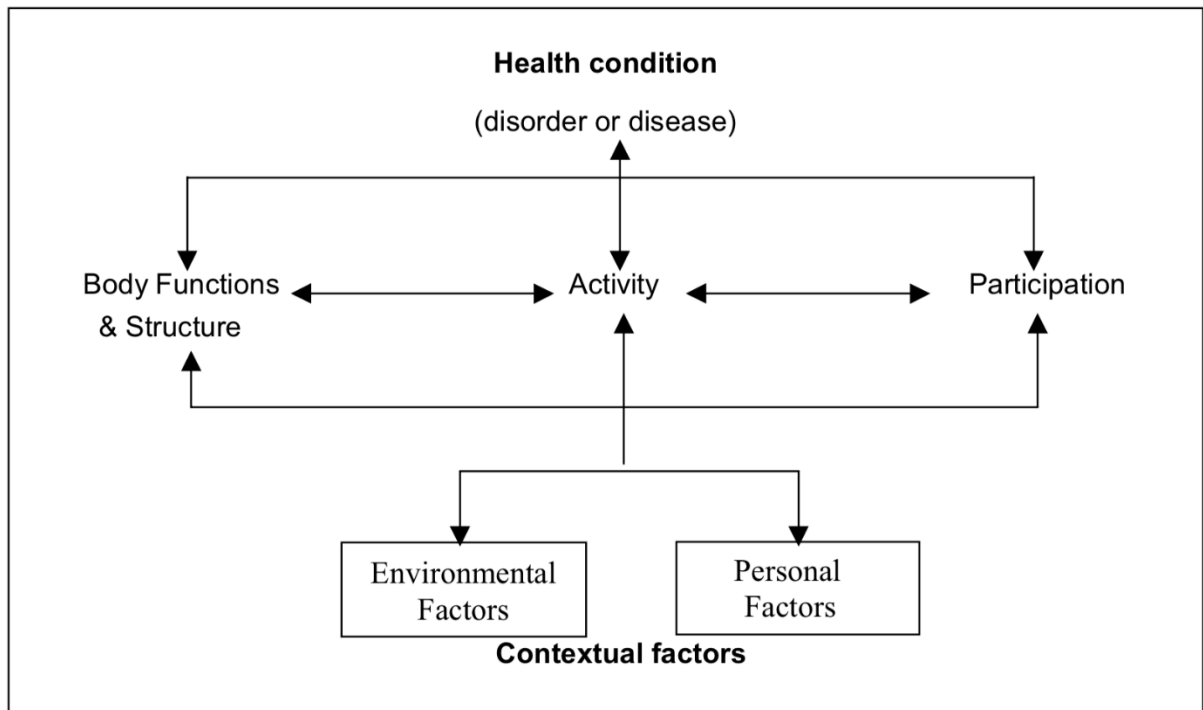 Health condition
(disorder or disease)
Body Functions
& Structure
Activity
Participation
Environmental
Factors
Personal
Factors
Contextual factors